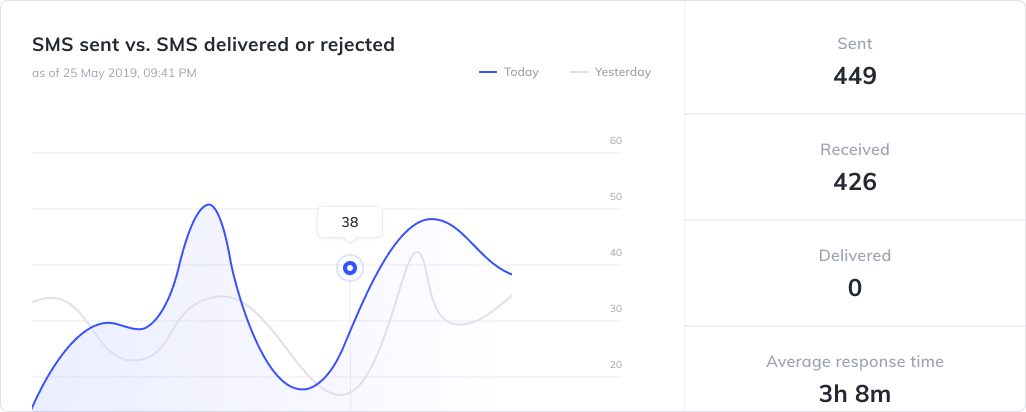 SMS sent vs. SMS delivered or rejected
as of 25 May 2019, 09:41 PM
Today
Yesterday
60
50
40
30
20
38
Sent
449
Received
426
Delivered
0
Average response time
3h 8m